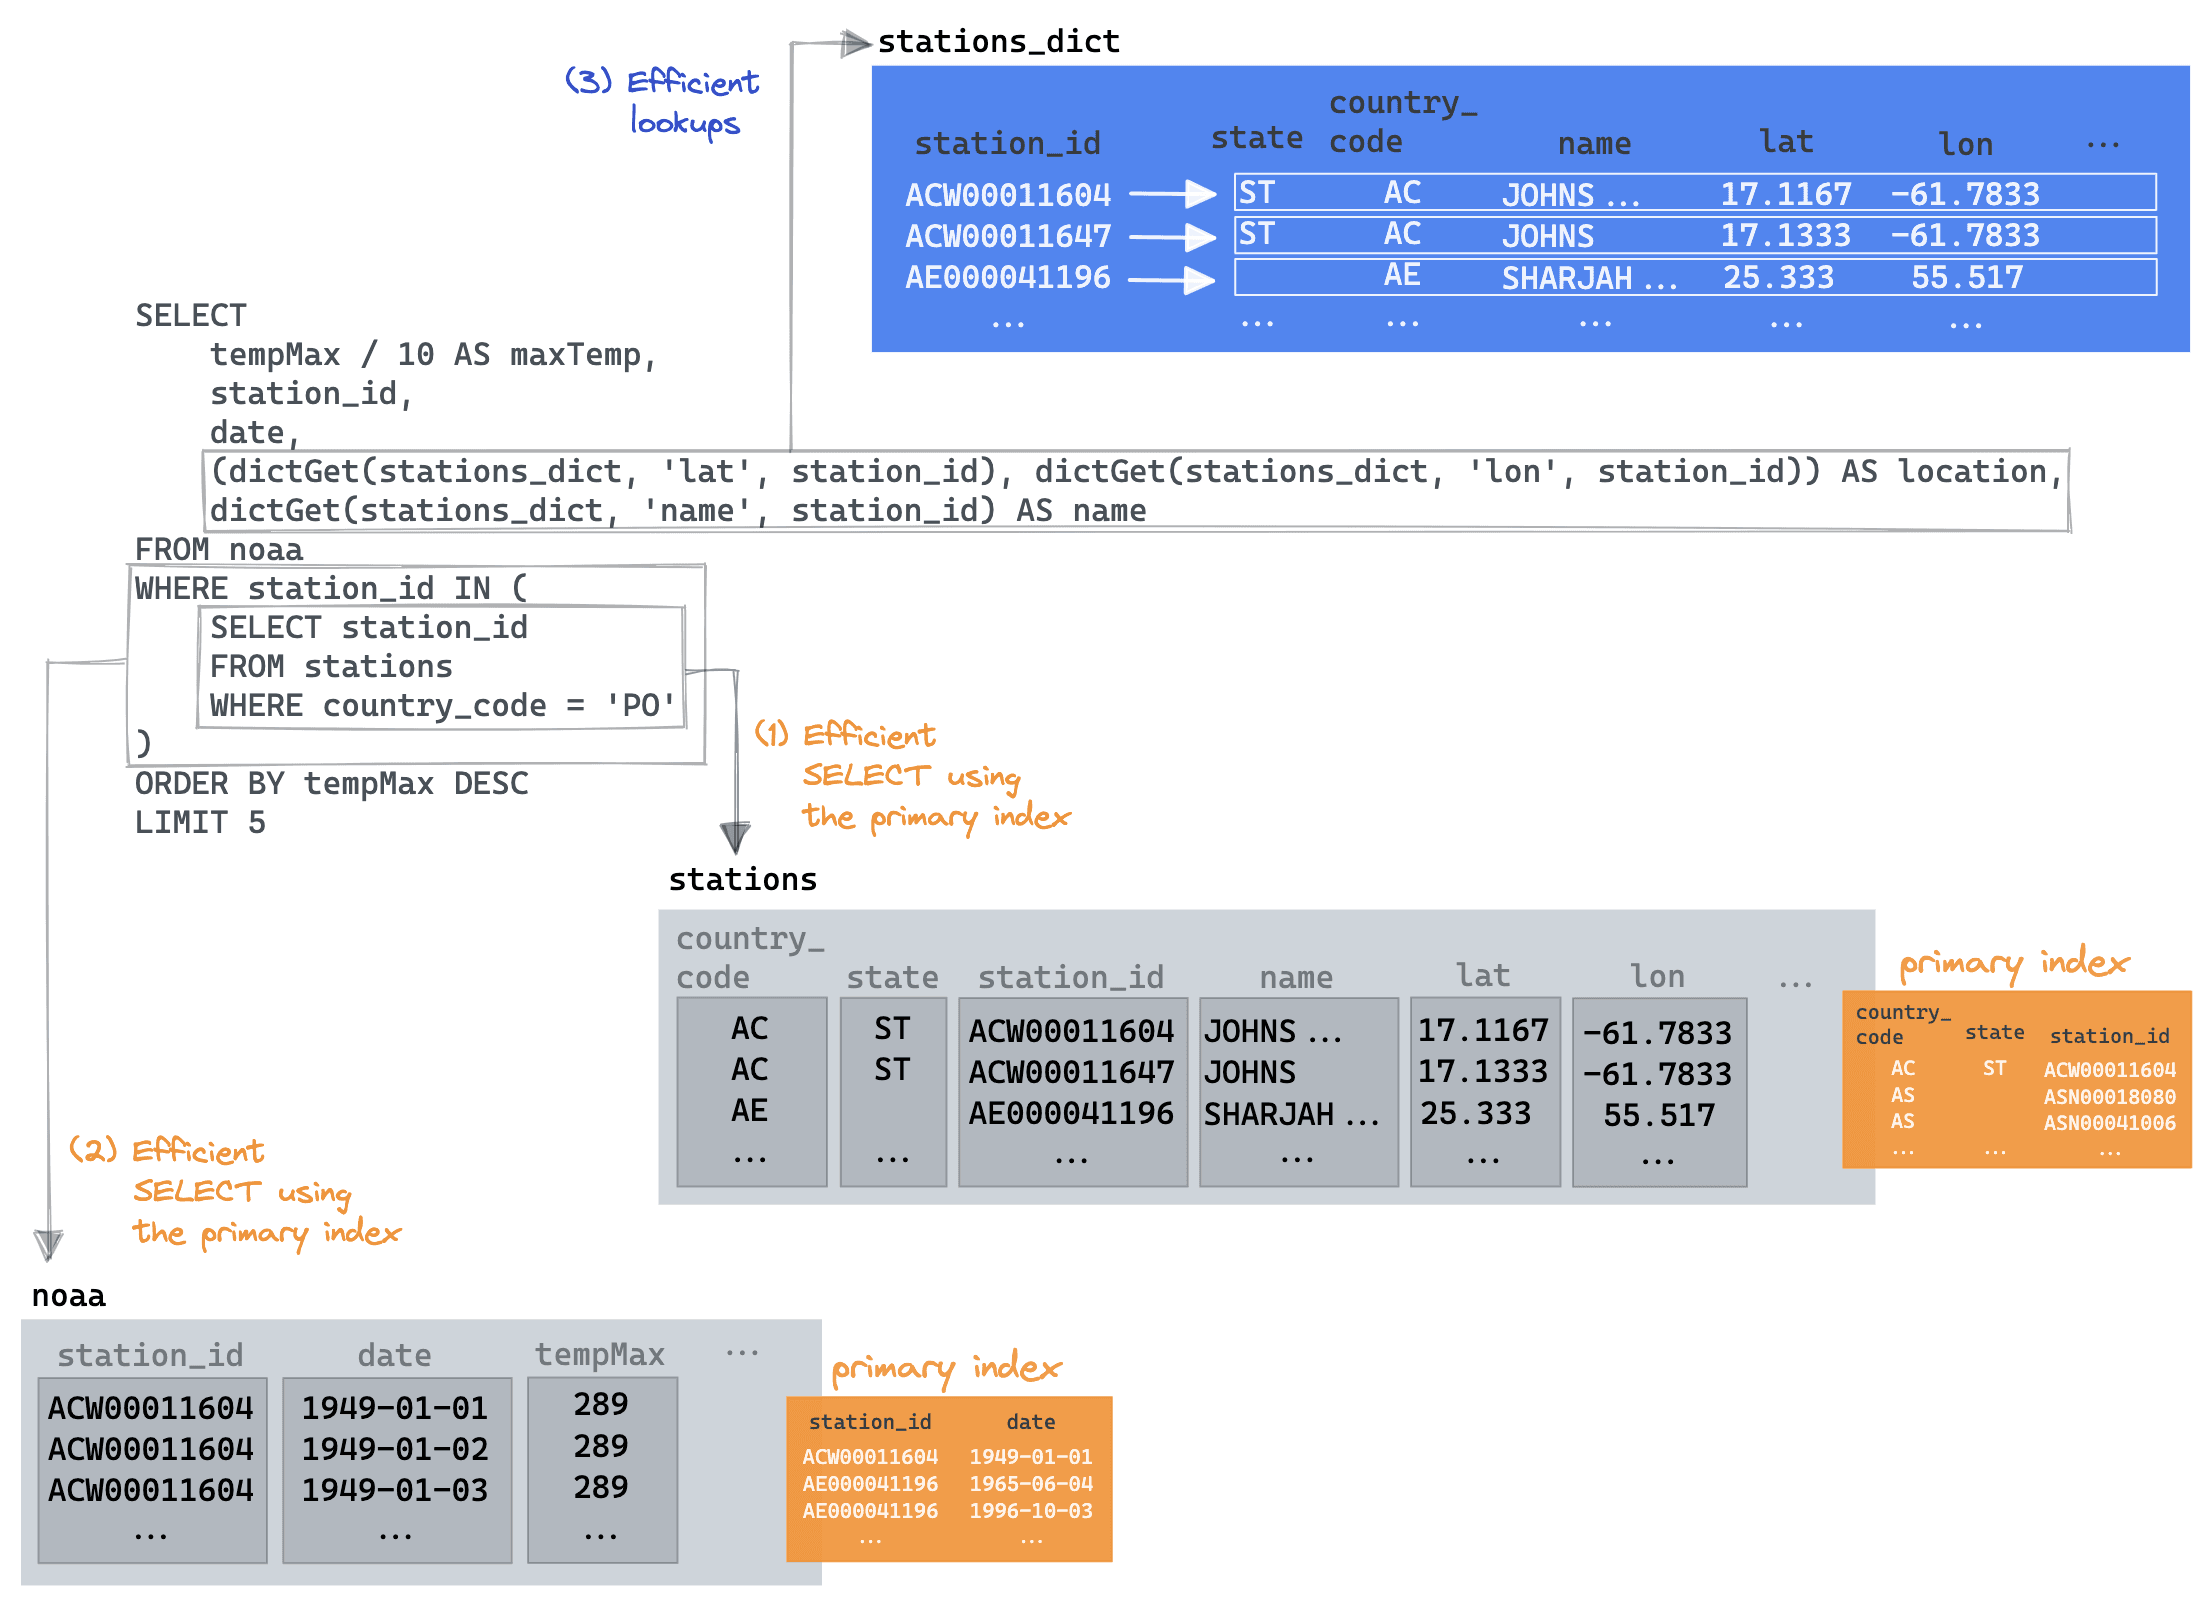 stations_dict
(3) Efficient
lookups
country_
station_id state code name lat lon ...
ACW00011604 ST AC JOHNS ... 17.1167 -61.7833
ACW00011647 ST AC JOHNS 17.1333 -61.7833
AE000041196 AE SHARJAH ... 25.333 55.517
... ... ... ... ... ...
SELECT
tempMax / 10 AS maxTemp,
station_id,
date,
(dictGet(stations_dict, 'lat', station_id), dictGet(stations_dict, 'lon', station_id)) AS location,
dictGet(stations_dict, 'name', station_id) AS name
FROM noaa
WHERE station_id IN (
SELECT station_id
FROM stations
WHERE country_code = 'PO'
)
ORDER BY tempMax DESC
LIMIT 5
(1) Efficient
SELECT using
the primary index
stations
country_
code state station_id name lat lon ...
AC ST ACW00011604 JOHNS ... 17.1167 -61.7833
AC ST ACW00011647 JOHNS 17.1333 -61.7833
AE AE000041196 SHARJAH ... 25.333 55.517
... ... ... ... ... ...
primary index
country_
code state station_id
AC ST ACW00011604
AS ASN00018080
AS ASN00041006
... ... ...
(2) Efficient
SELECT using
the primary index
noaa
station_id date tempMax ...
ACW00011604 1949-01-01 289
ACW00011604 1949-01-02 289
ACW00011604 1949-01-03 289
... ... ...
primary index
station_id date
ACW00011604 1949-01-01
AE000041196 1965-06-04
AE000041196 1996-10-03
... ...